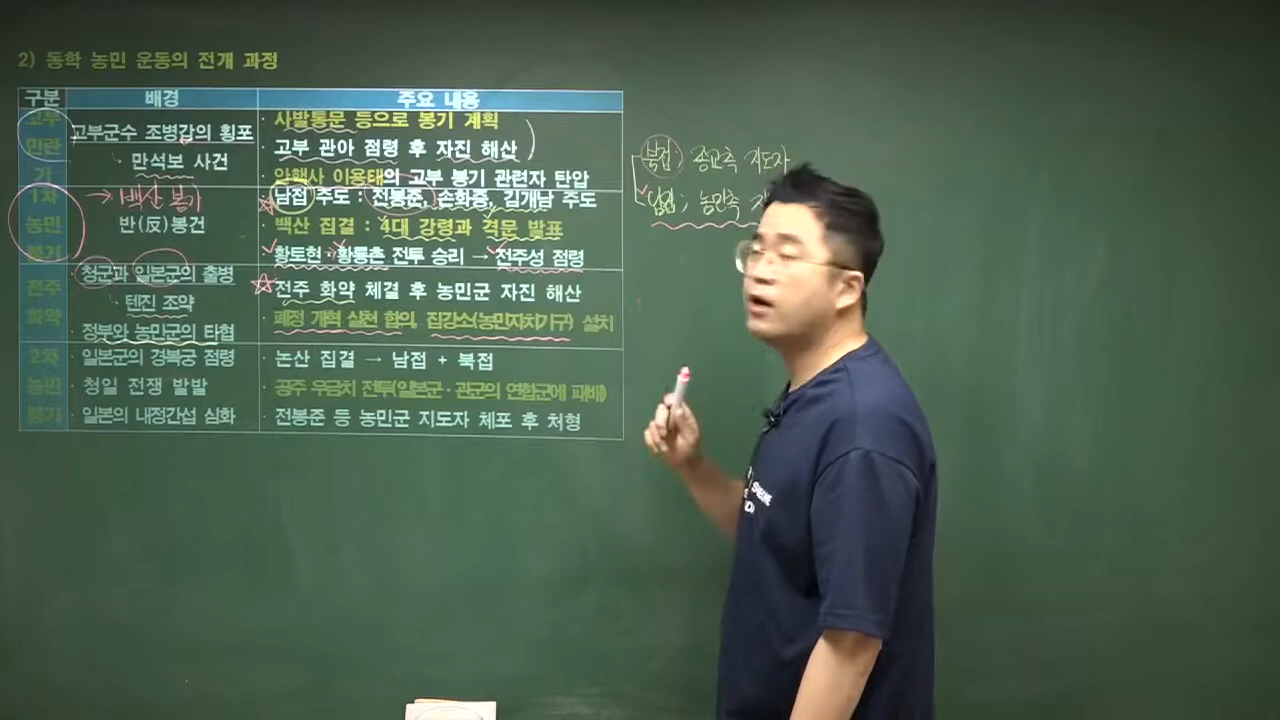 2) 동학 농민 운동의 전개 과정
구분 배경 주요 내용
고부 민란기
고부군수 조병갑의 횡포
만석보 사건
· 사발통문 등으로 봉기 계획
· 고부 관아 점령 후 자진 해산
· 안핵사 이용태의 고부 봉기 관련자 탄압
1차 농민 봉기
→ 백산 봉기
반(反)봉건
· 남접 주도 : 전봉준, 손화중, 김개남 주도
· 백산 집결 : 4대 강령과 격문 발표
· 황토현·황룡촌 전투 승리 → 전주성 점령
전주 화약
· 청군과 일본군의 출병
텐진 조약
· 정부와 농민군의 타협
· 전주 화약 체결 후 농민군 자진 해산
· 폐정 개혁 실천 합의, 집강소(농민자치기구) 설치
2차 농민 봉기
· 일본군의 경복궁 점령
· 청일 전쟁 발발
· 일본의 내정간섭 심화
· 논산 집결 → 남접 + 북접
· 공주 우금치 전투(일본군·관군의 연합군에 패배)
· 전봉준 등 농민군 지도자 체포 후 처형
북접; 종교측 지도자
남접; 농민측